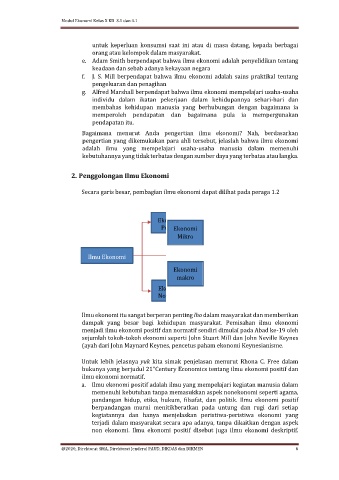 Modul Ekonomi Kelas X KD 3.1 dan 4.1
untuk keperluan konsumsi saat ini atau di masa datang, kepada berbagai
orang atau kelompok dalam masyarakat.
e. Adam Smith berpendapat bahwa ilmu ekonomi adalah penyelidikan tentang
keadaan dan sebab adanya kekayaan negara
f. J. S. Mill berpendapat bahwa ilmu ekonomi adalah sains praktikal tentang
pengeluaran dan penagihan
g. Alfred Marshall berpendapat bahwa ilmu ekonomi mempelajari usaha-usaha
individu dalam ikatan pekerjaan dalam kehidupannya sehari-hari dan
membahas kehidupan manusia yang berhubungan dengan bagaimana ia
memperoleh pendapatan dan bagaimana pula ia mempergunakan
pendapatan itu.
Bagaimana menurut Anda pengertian ilmu ekonomi? Nah, berdasarkan
pengertian yang dikemukakan para ahli tersebut, jelaslah bahwa ilmu ekonomi
adalah ilmu yang mempelajari usaha-usaha manusia dalam memenuhi
kebutuhannya yang tidak terbatas dengan sumber daya yang terbatas atau langka.
2. Penggolongan Ilmu Ekonomi
Secara garis besar, pembagian ilmu ekonomi dapat dilihat pada peraga 1.2
Eko
Po
Ekonomi
Mikro
Ilmu Ekonomi
Ekonomi
makro
Eko
No
Ilmu ekonomi itu sangat berperan penting lho dalam masyarakat dan memberikan
dampak yang besar bagi kehidupan masyarakat. Pemisahan ilmu ekonomi
menjadi ilmu ekonomi positif dan normatif sendiri dimulai pada Abad ke-19 oleh
sejumlah tokoh-tokoh ekonomi seperti John Stuart Mill dan John Neville Keynes
(ayah dari John Maynard Keynes, pencetus paham ekonomi Keynesianisme.
Untuk lebih jelasnya yuk kita simak penjelasan menurut Rhona C. Free dalam
bukunya yang berjudul 21st Century Economics tentang ilmu ekonomi positif dan
ilmu ekonomi normatif.
a. Ilmu ekonomi positif adalah ilmu yang mempelajari kegiatan manusia dalam
memenuhi kebutuhan tanpa memasukkan aspek nonekonomi seperti agama,
pandangan hidup, etika, hukum, filsafat, dan politik. Ilmu ekonomi positif
berpandangan murni menitikberatkan pada untung dan rugi dari setiap
kegiatannya dan hanya menjelaskan peristiwa-peristiwa ekonomi yang
terjadi dalam masyarakat secara apa adanya, tanpa dikaitkan dengan aspek
non ekonomi. Ilmu ekonomi positif disebut juga ilmu ekonomi deskriptif.
@2020, Direktorat SMA, Direktorat Jenderal PAUD, DIKDAS dan DIKMEN 6